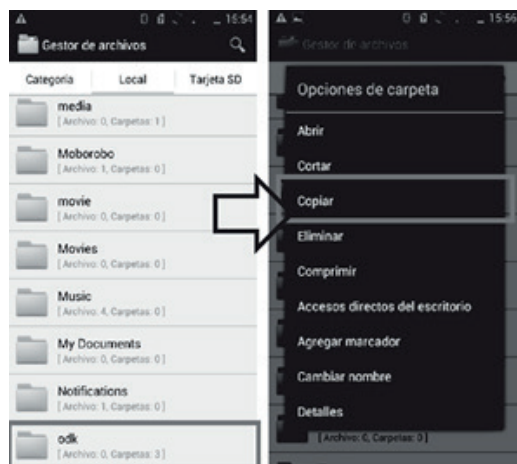 16:54
Gestor de archivos
Categoría Local Tarjeta SD
media
[ Archivo: 0, Carpetas: 1 ]
Moborobo
[ Archivo: 1, Carpetas: 0 ]
movie
[ Archivo: 0, Carpetas: 0 ]
Movies
[ Archivo: 0, Carpetas: 0 ]
Music
[ Archivo: 4, Carpetas: 0 ]
My Documents
[ Archivo: 0, Carpetas: 0 ]
Notifications
[ Archivo: 1, Carpetas: 0 ]
odk
[ Archivo: 0, Carpetas: 3 ]
15:56
Gestor de archivos
Opciones de carpeta
Abrir
Cortar
Copiar
Eliminar
Comprimir
Accesos directos del escritorio
Agregar marcador
Cambiar nombre
Detalles
[ Archivo: 0, Carpetas: 3 ]